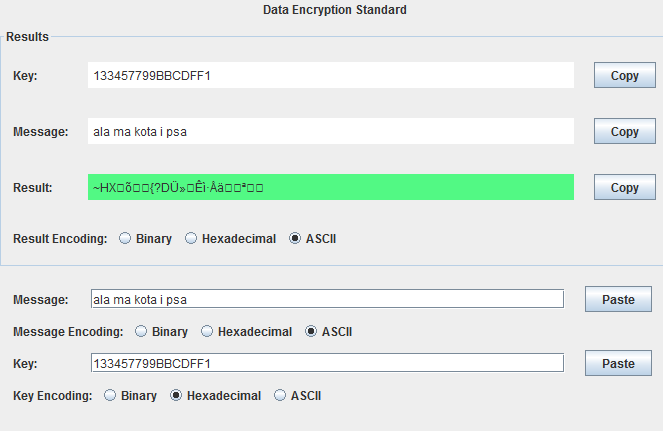 Data Encryption Standard
Results
Key: 133457799BBCDFF1 Copy
Message: ala ma kota i psa Copy
Result: ~HX□õ□□{?DÜ»□Êì·Åä□□ª□□ Copy
Result Encoding: Binary Hexadecimal ASCII
Message: ala ma kota i psa Paste
Message Encoding: Binary Hexadecimal ASCII
Key: 133457799BBCDFF1 Paste
Key Encoding: Binary Hexadecimal ASCII